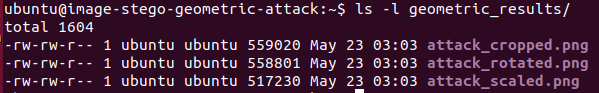 ubuntu@image-stego-geometric-attack:~$ ls -l geometric_results/
total 1604
-rw-rw-r-- 1 ubuntu ubuntu 559020 May 23 03:03 attack_cropped.png
-rw-rw-r-- 1 ubuntu ubuntu 558801 May 23 03:03 attack_rotated.png
-rw-rw-r-- 1 ubuntu ubuntu 517230 May 23 03:03 attack_scaled.png